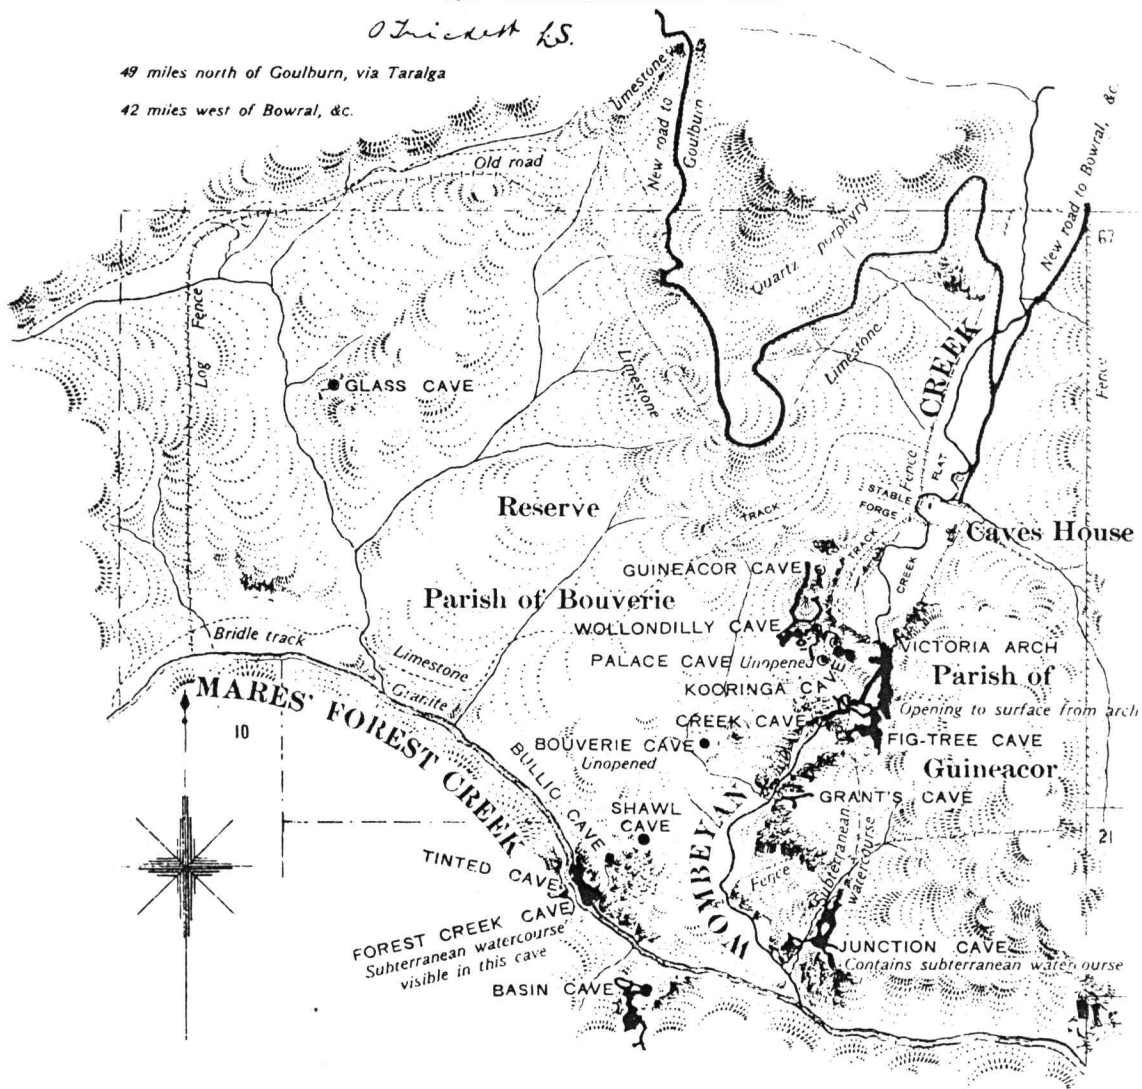 O Trickett L.S.
49 miles north of Goulburn, via Taralga
42 miles west of Bowral, &c.
Limestone
New road to
Goulburn
New road to Bowral, &c.
Old road
Quartz porphyry
67
Log Fence
GLASS CAVE
Limestone
Limestone
CREEK
Fence
Fence
FLAT
STABLE
FORGE
TRACK
TRACK
Reserve
Caves House
CREEK
GUINEACOR CAVE
Parish of Bouverie
WOLLONDILLY CAVE
Bridle track
VICTORIA ARCH
PALACE CAVE Unopened
Limestone
Granite
KOORINGA CAVE
Parish of
MARES' FOREST CREEK
CREEK CAVE
Opening to surface from arch
10
BOUVERIE CAVE
Unopened
FIG-TREE CAVE
Guineacor
BULLIO CAVE
GRANT'S CAVE
SHAWL
CAVE
WOMBEYAN
21
TINTED CAVE
Fence
Subterranean
watercourse
FOREST CREEK CAVE
Subterranean watercourse
visible in this cave
JUNCTION CAVE
Contains subterranean watercourse
BASIN CAVE